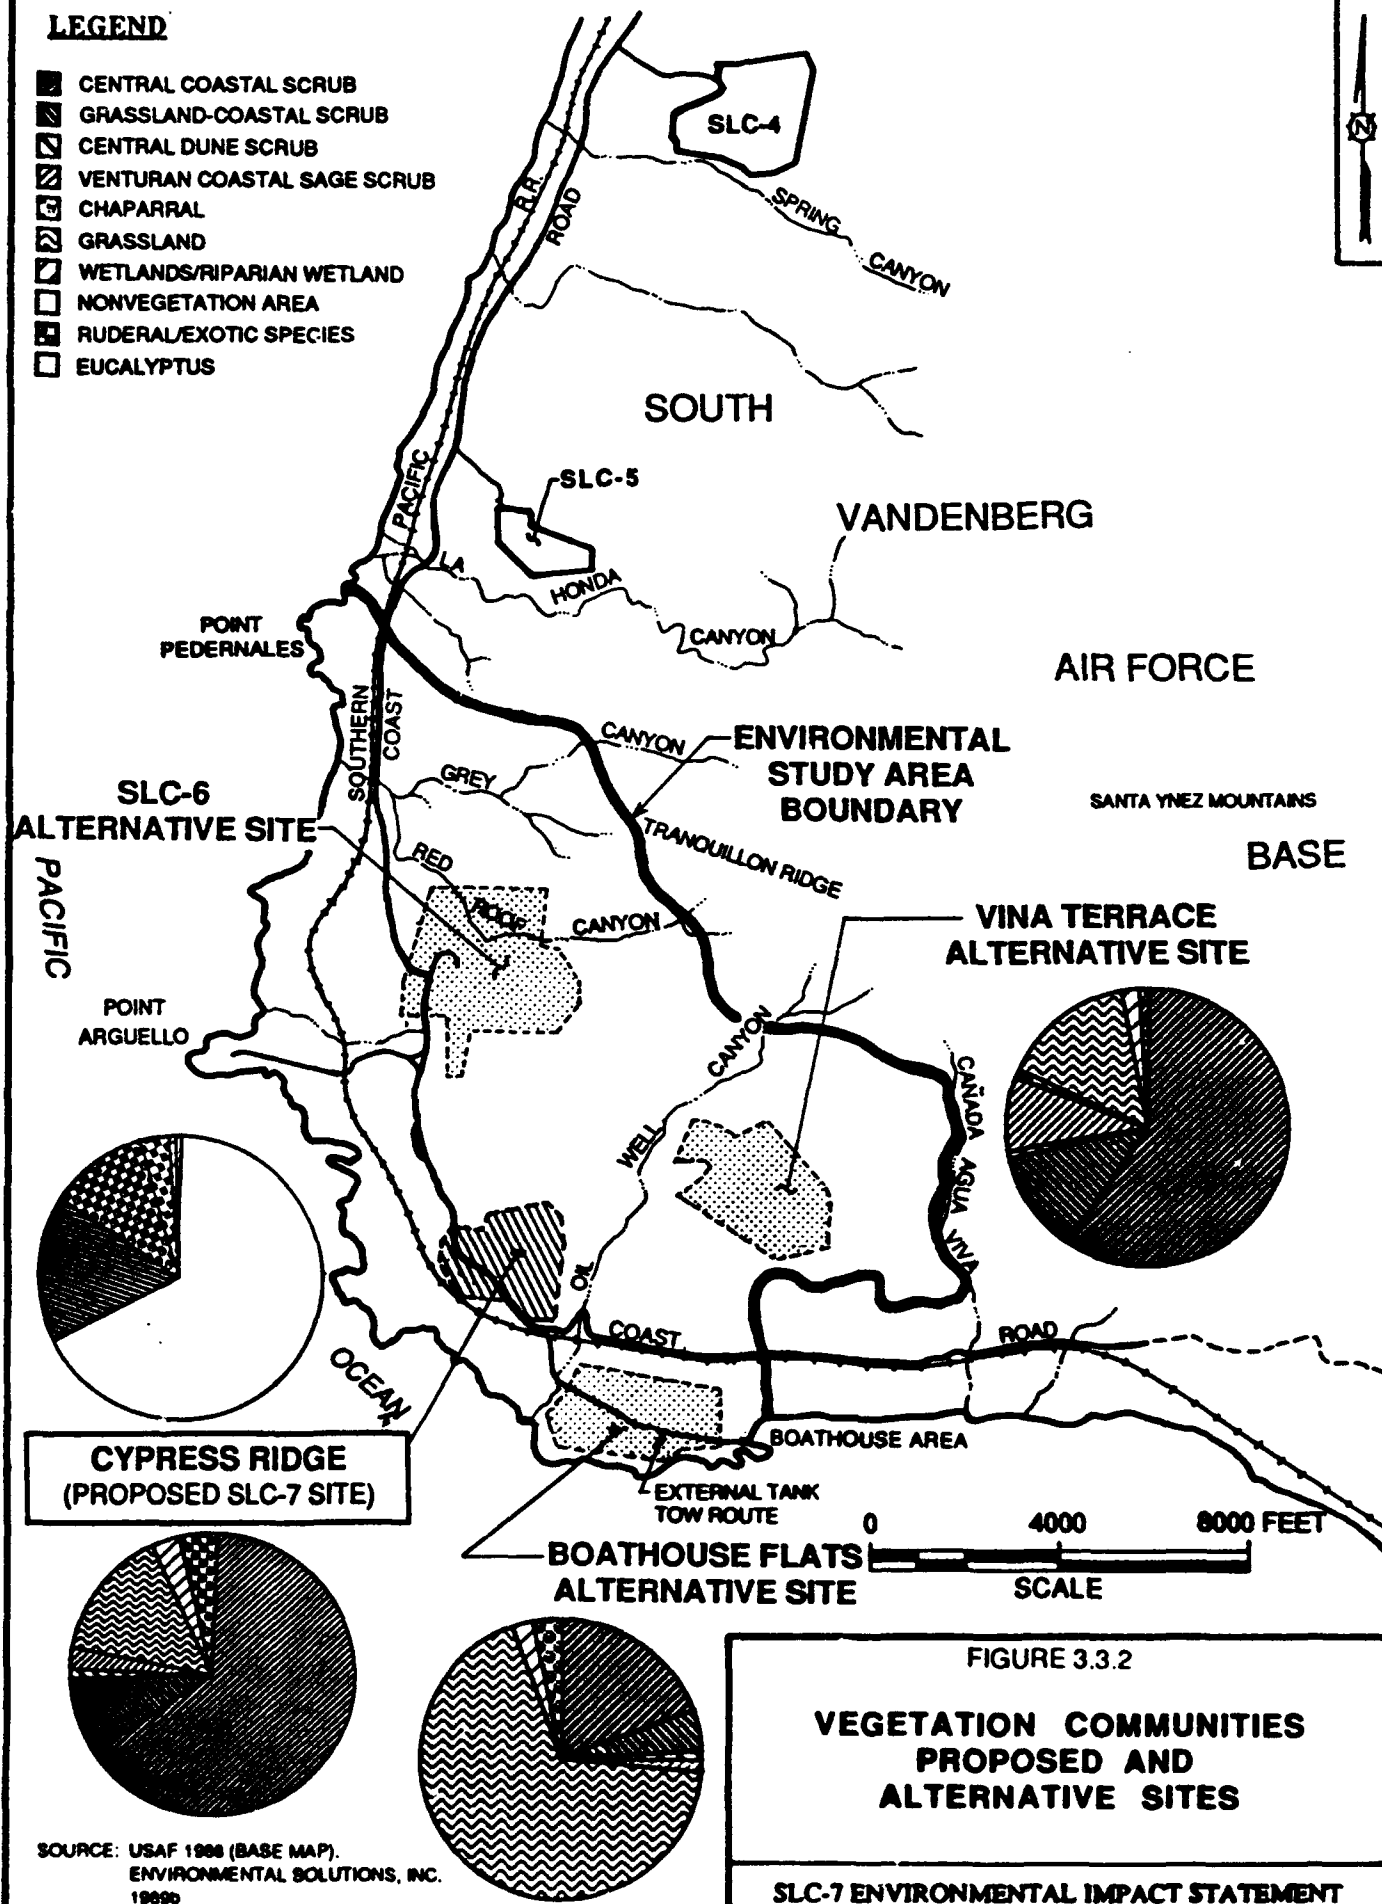 LEGEND
CENTRAL COASTAL SCRUB
GRASSLAND-COASTAL SCRUB
CENTRAL DUNE SCRUB
VENTURAN COASTAL SAGE SCRUB
CHAPARRAL
GRASSLAND
WETLANDS/RIPARIAN WETLAND
NONVEGETATION AREA
RUDERAL/EXOTIC SPECIES
EUCALYPTUS
N
SLC-4
R.R.
ROAD
SPRING
CANYON
SOUTH
PACIFIC
SLC-5
VANDENBERG
LA
HONDA
CANYON
POINT
PEDERNALES
AIR FORCE
SOUTHERN
COAST
CANYON
GREY
ENVIRONMENTAL
STUDY AREA
BOUNDARY
SANTA YNEZ MOUNTAINS
SLC-6
ALTERNATIVE SITE
TRANQUILLON RIDGE
BASE
PACIFIC
RED
ROOF
CANYON
VINA TERRACE
ALTERNATIVE SITE
POINT
ARGUELLO
CANYON
WELL
OIL
CAÑADA
AGUA
VIVA
COAST
ROAD
OCEAN
BOATHOUSE AREA
CYPRESS RIDGE
(PROPOSED SLC-7 SITE)
EXTERNAL TANK
TOW ROUTE
BOATHOUSE FLATS
ALTERNATIVE SITE
0 4000 8000 FEET
SCALE
FIGURE 3.3.2
VEGETATION COMMUNITIES
PROPOSED AND
ALTERNATIVE SITES
SOURCE: USAF 1988 (BASE MAP).
ENVIRONMENTAL SOLUTIONS, INC.
1989b
SLC-7 ENVIRONMENTAL IMPACT STATEMENT